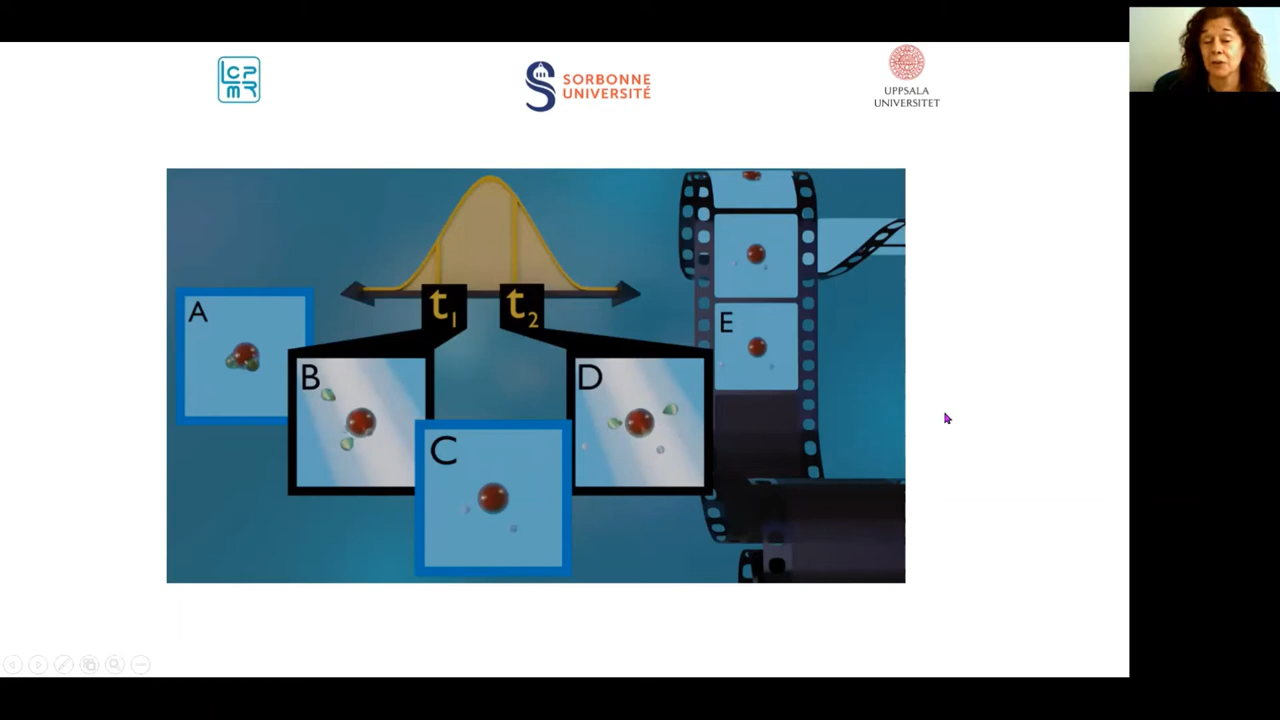 LCPMR
SORBONNE
UNIVERSITÉ
UPPSALA
UNIVERSITET
A
t1
t2
B
C
D
E